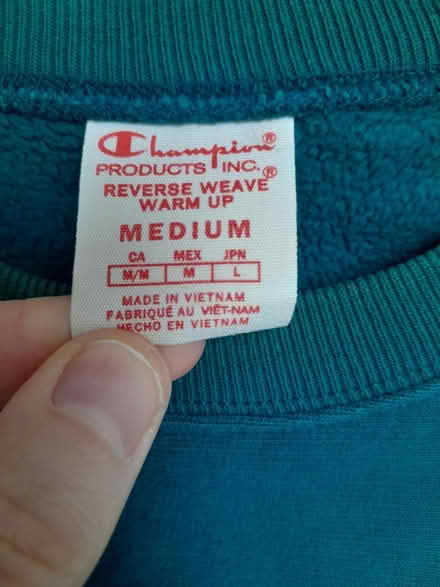 Champion®
PRODUCTS INC.®
REVERSE WEAVE
WARM UP
MEDIUM
CA MEX JPN
M/M M L
MADE IN VIETNAM
FABRIQUÉ AU VIÊT-NAM
HECHO EN VIETNAM